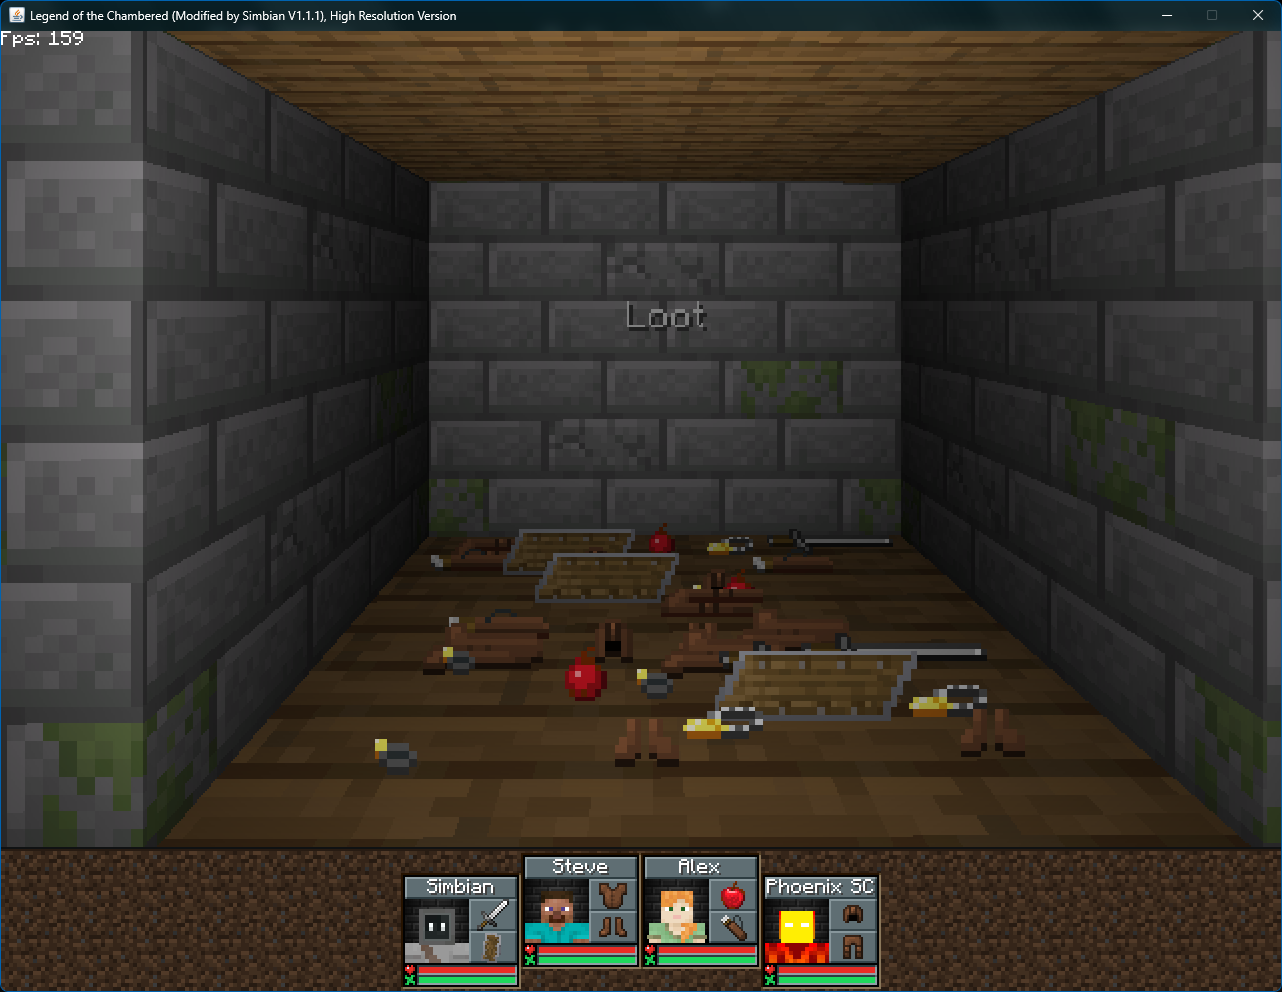 Legend of the Chambered (Modified by Simbian V1.1.1), High Resolution Version
Fps: 159
Loot
Simbian
Steve
Alex
Phoenix SC